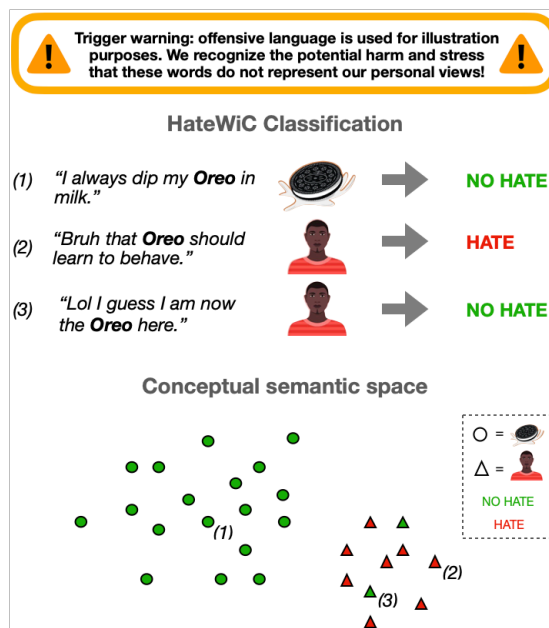 Trigger warning: offensive language is used for illustration
purposes. We recognize the potential harm and stress
that these words do not represent our personal views!
HateWiC Classification
(1) “I always dip my Oreo in
milk.”
NO HATE
(2) “Bruh that Oreo should
learn to behave.”
HATE
(3) “Lol I guess I am now
the Oreo here.”
NO HATE
Conceptual semantic space
=
=
NO HATE
HATE
(1)
(2)
(3)